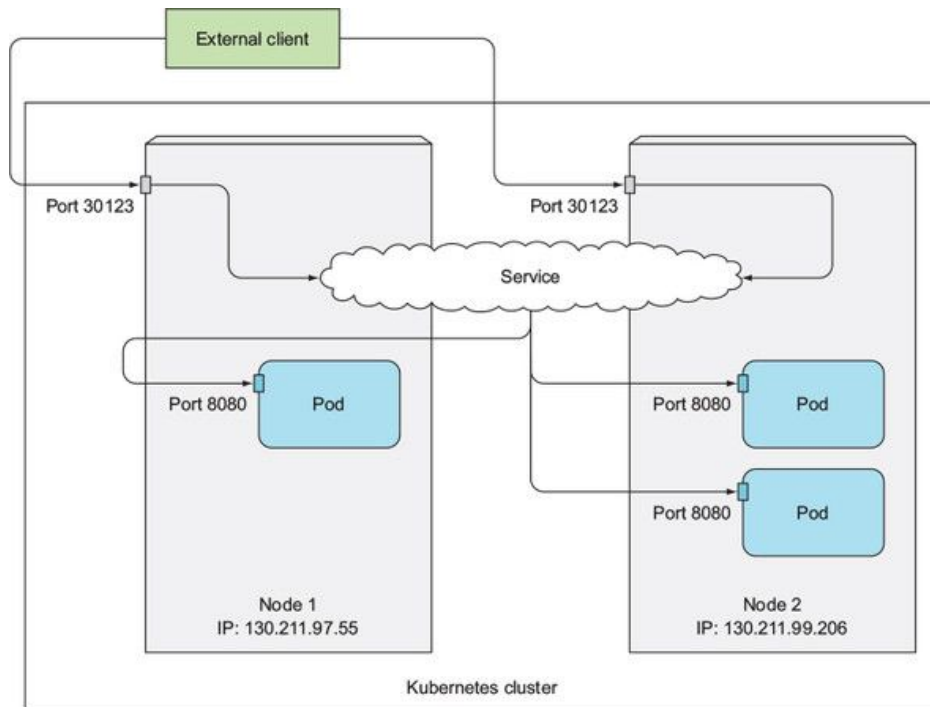 External client
Port 30123
Port 30123
Service
Port 8080
Pod
Port 8080
Pod
Port 8080
Pod
Node 1
IP: 130.211.97.55
Node 2
IP: 130.211.99.206
Kubernetes cluster